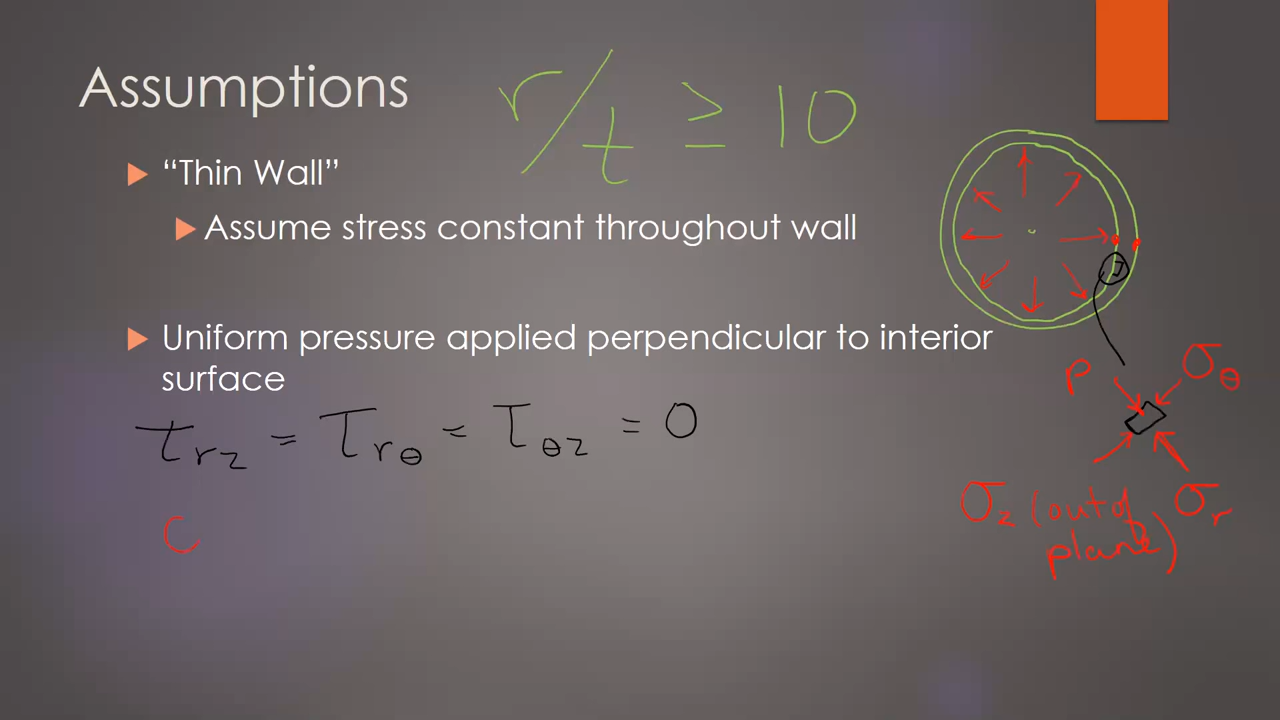 Assumptions
r/t ≥ 10
"Thin Wall"
Assume stress constant throughout wall
Uniform pressure applied perpendicular to interior
surface
τrz = τrθ = τθz = 0
C
P
σθ
σz (out of
plane)
σr